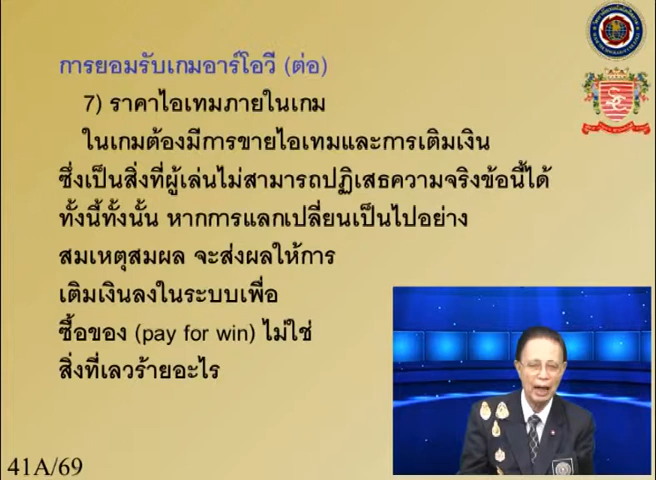 การยอมรับเกมอาร์โอวี (ต่อ)
7) ราคาไอเทมภายในเกม
ในเกมต้องมีการขายไอเทมและการเติมเงิน
ซึ่งเป็นสิ่งที่ผู้เล่นไม่สามารถปฏิเสธความจริงข้อนี้ได้
ทั้งนี้ทั้งนั้น หากการแลกเปลี่ยนเป็นไปอย่าง
สมเหตุสมผล จะส่งผลให้การ
เติมเงินลงในระบบเพื่อ
ซื้อของ (pay for win) ไม่ใช่
สิ่งที่เลวร้ายอะไร
41A/69